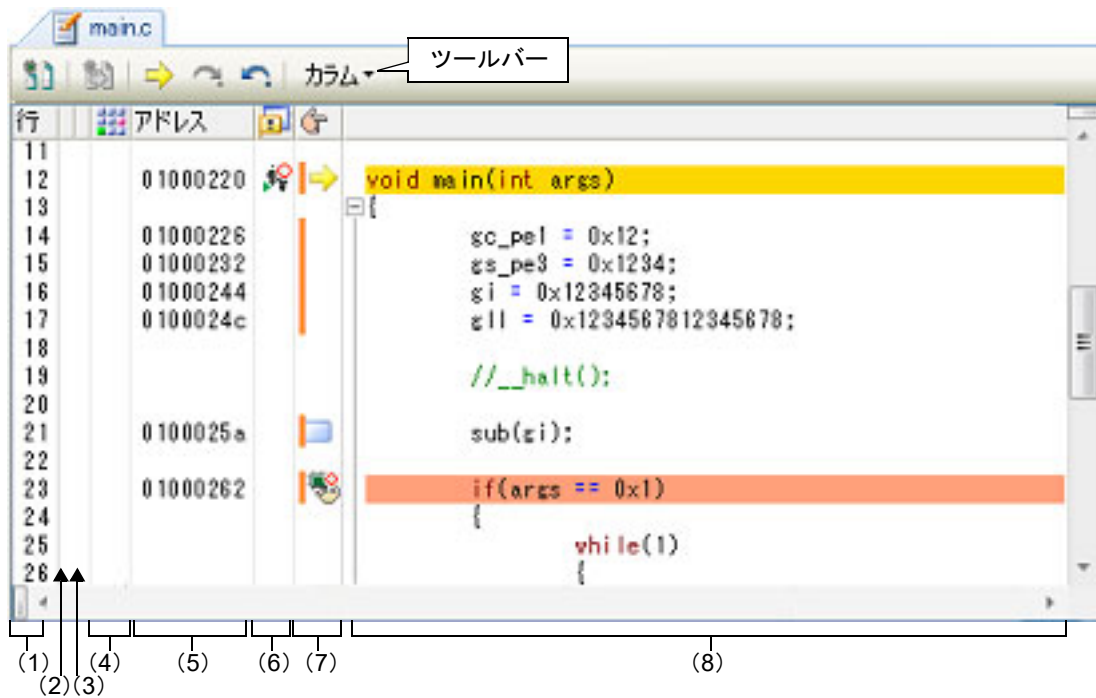 main.c
カラム
ツールバー
行 アドレス
11
12 01000220 void main(int args)
13 {
14 01000226 gc_pe1 = 0x12;
15 01000232 gs_pe3 = 0x1234;
16 01000244 gi = 0x12345678;
17 0100024c gll = 0x1234567812345678;
18
19 //__halt();
20
21 0100025a sub(gi);
22
23 01000262 if(args == 0x1)
24 {
25 while(1)
26 {
(1) (4) (5) (6) (7) (8)
(2)(3)